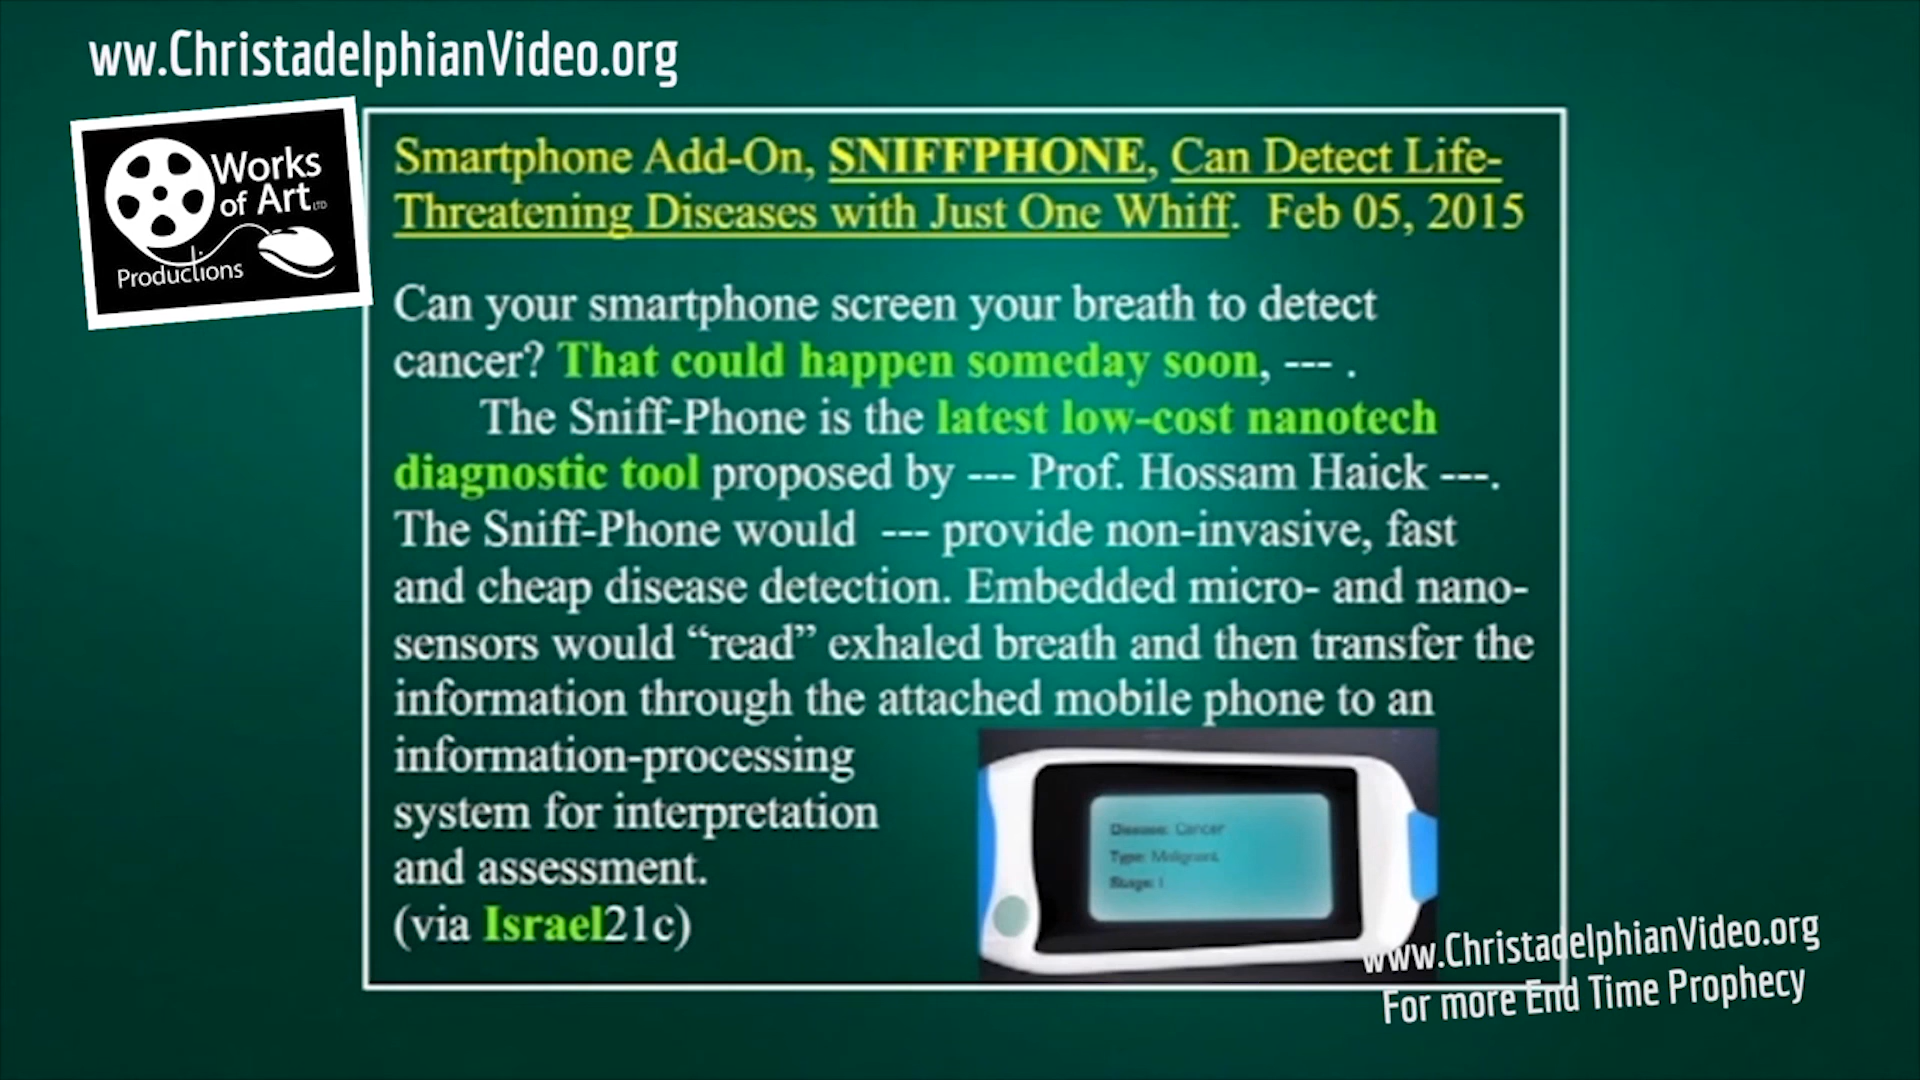 ww.ChristadelphianVideo.org
Works
of Art LTD
Productions
Smartphone Add-On, SNIFFPHONE, Can Detect Life-
Threatening Diseases with Just One Whiff. Feb 05, 2015
Can your smartphone screen your breath to detect
cancer? That could happen someday soon, --- .
The Sniff-Phone is the latest low-cost nanotech
diagnostic tool proposed by --- Prof. Hossam Haick ---.
The Sniff-Phone would --- provide non-invasive, fast
and cheap disease detection. Embedded micro- and nano-
sensors would “read” exhaled breath and then transfer the
information through the attached mobile phone to an
information-processing
system for interpretation
and assessment.
(via Israel21c)
Disease: Cancer
Type: Malignant
Stage: I
www.ChristadelphianVideo.org
For more End Time Prophecy